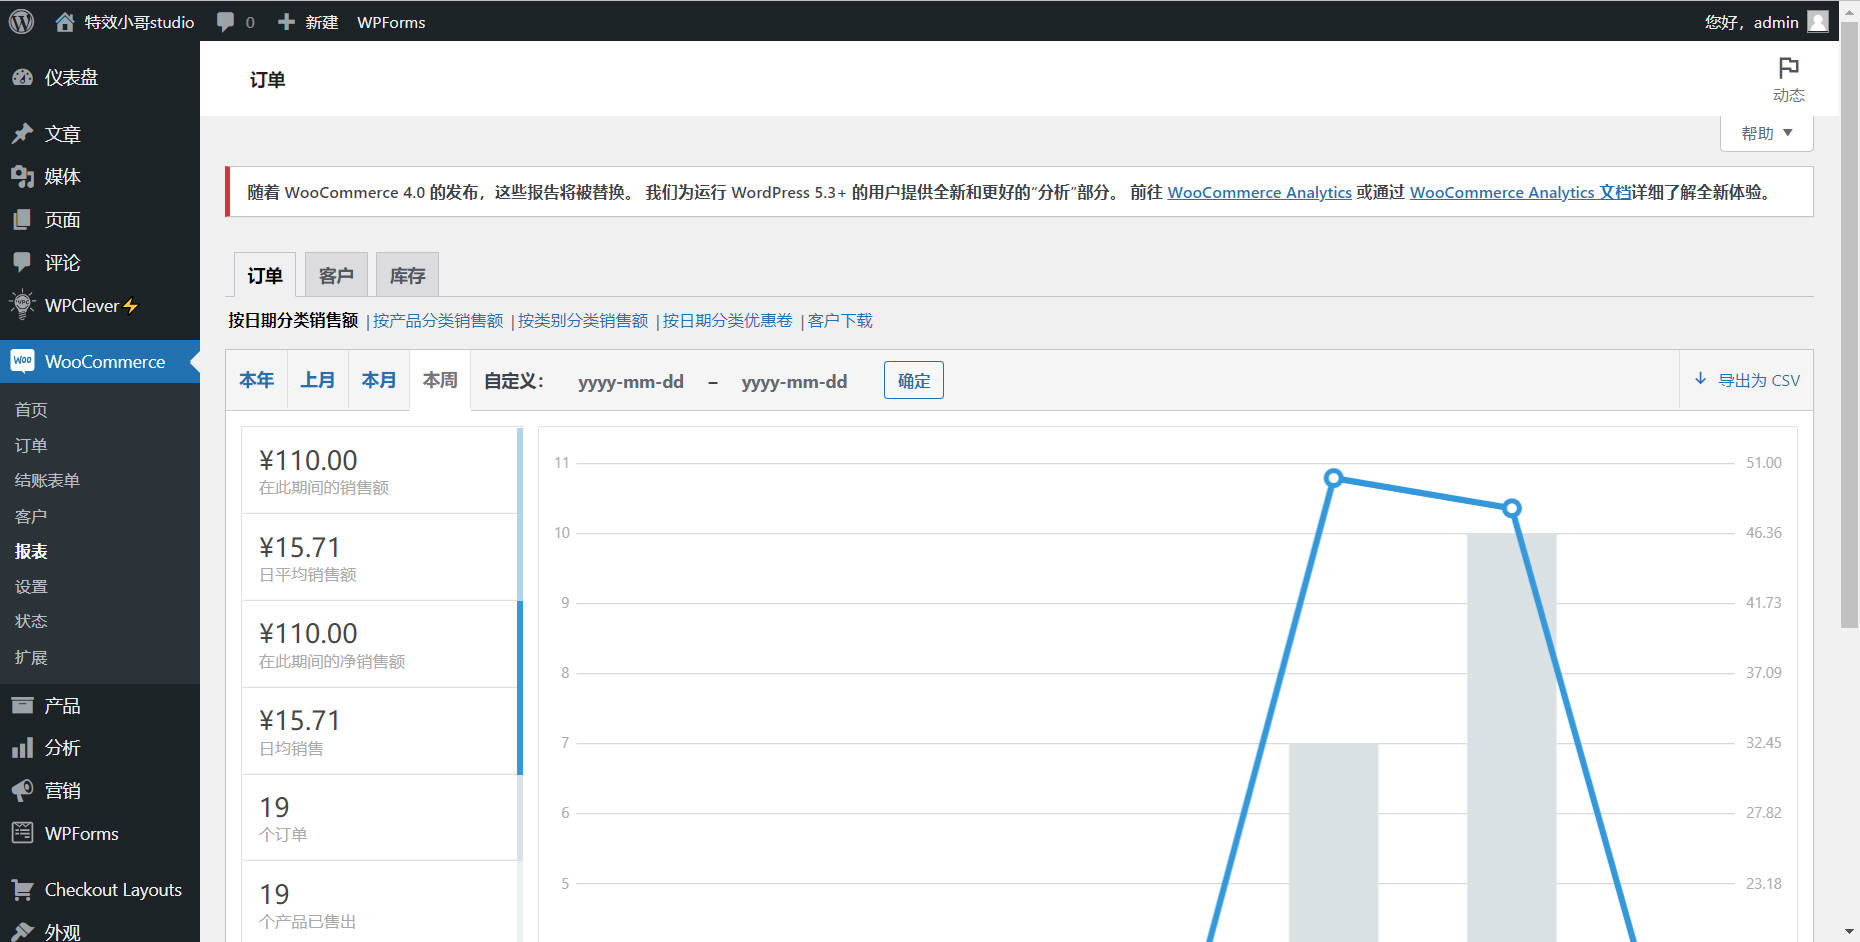 特效小哥studio
0
新建
WPForms
您好，admin
仪表盘
文章
媒体
页面
评论
WPClever⚡
WooCommerce
首页
订单
结账表单
客户
报表
设置
状态
扩展
产品
分析
营销
WPForms
Checkout Layouts
外观
订单
动态
帮助 ▼
随着 WooCommerce 4.0 的发布，这些报告将被替换。 我们为运行 WordPress 5.3+ 的用户提供全新和更好的“分析”部分。 前往 WooCommerce Analytics 或通过 WooCommerce Analytics 文档详细了解全新体验。
订单
客户
库存
按日期分类销售额 |按产品分类销售额 |按类别分类销售额 |按日期分类优惠卷 |客户下载
本年
上月
本月
本周
自定义：
yyyy-mm-dd – yyyy-mm-dd
确定
导出为 CSV
¥110.00
在此期间的销售额
¥15.71
日平均销售额
¥110.00
在此期间的净销售额
¥15.71
日均销售
19
个订单
19
个产品已售出
11
10
9
8
7
6
5
51.00
46.36
41.73
37.09
32.45
27.82
23.18